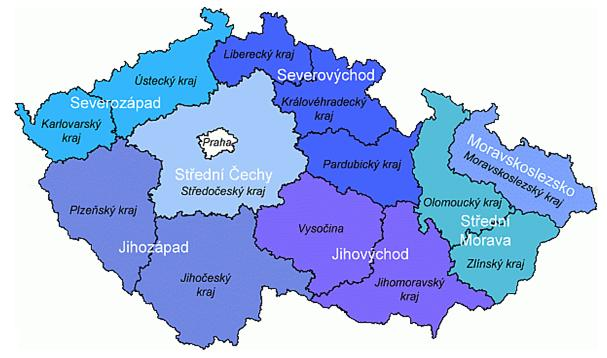 Liberecký kraj
Severovýchod
Ústecký kraj
Severozápad
Královéhradecký
kraj
Karlovarský
kraj
Praha
Moravskoslezsko
Moravskoslezský kraj
Pardubický kraj
Střední Čechy
Středočeský kraj
Plzeňský kraj
Olomoucký kraj
Střední
Morava
Vysočina
Jihozápad
Jihovýchod
Zlínský kraj
Jihočeský
kraj
Jihomoravský
kraj